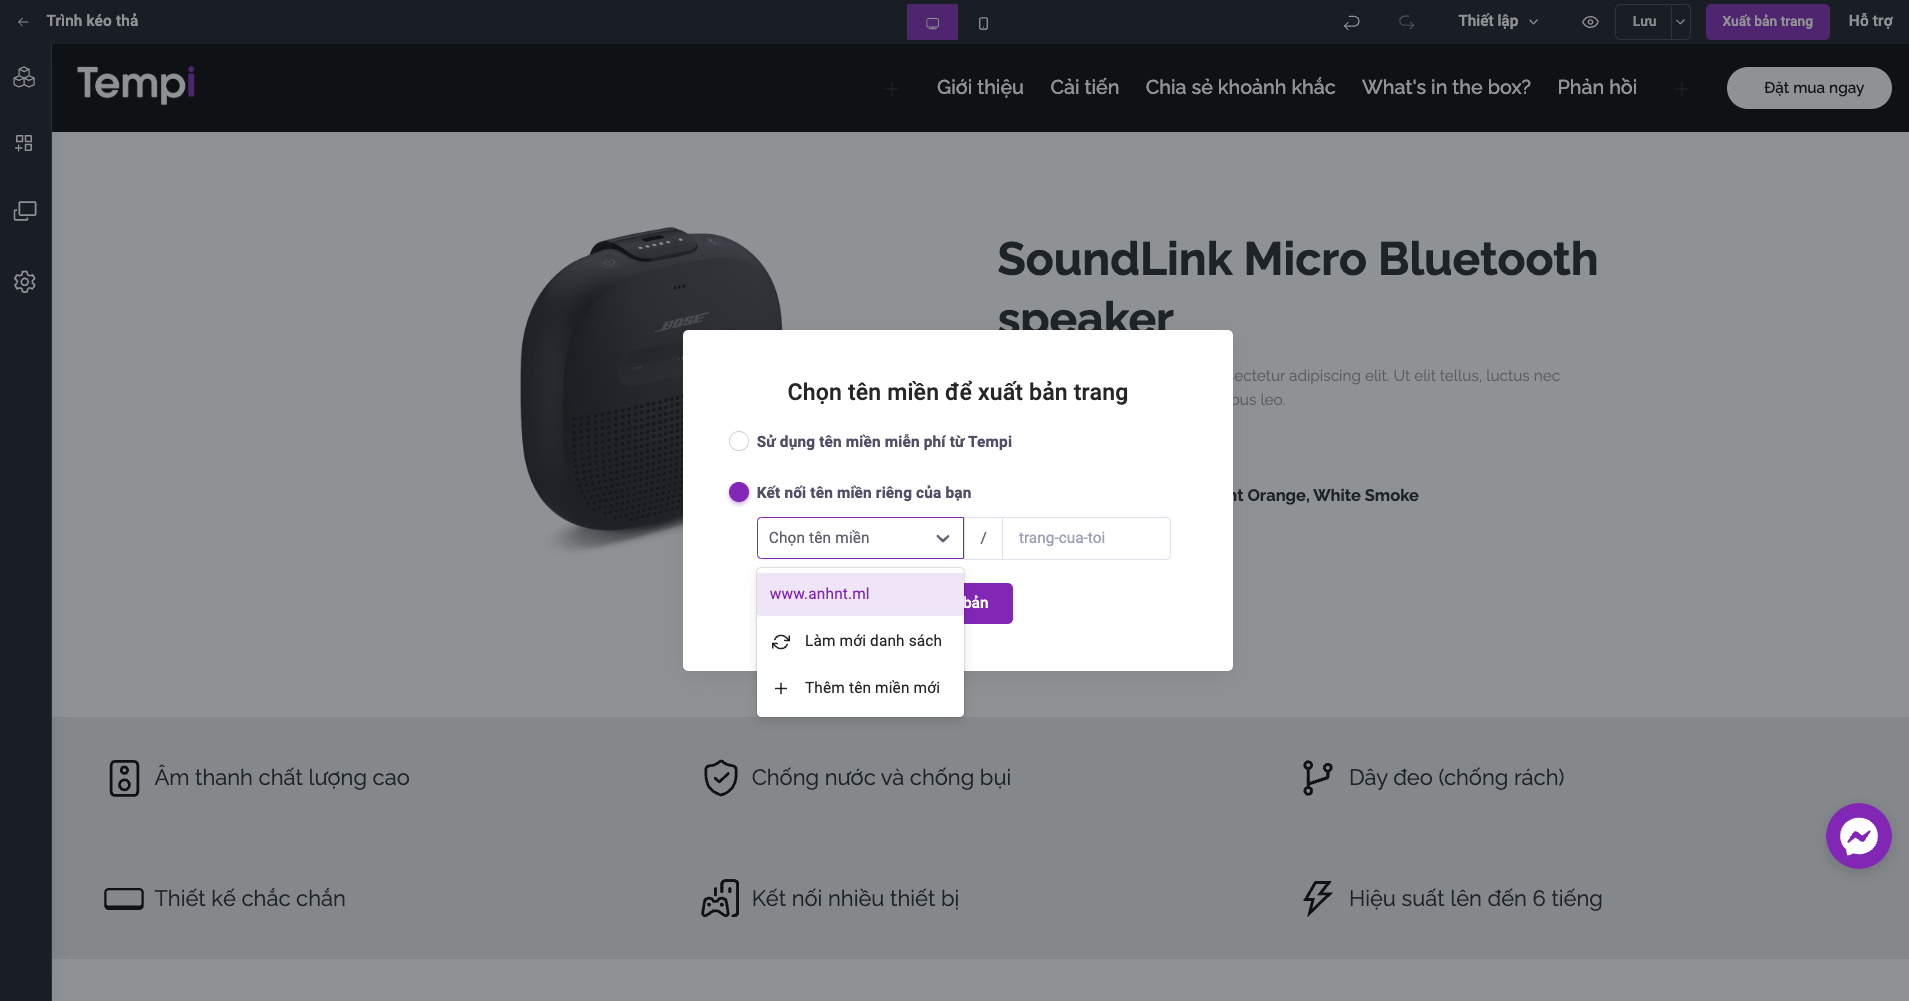 Trình kéo thả
Thiết lập
Lưu
Xuất bản trang
Hỗ trợ
Tempi
Giới thiệu
Cải tiến
Chia sẻ khoảnh khắc
What's in the box?
Phản hồi
Đặt mua ngay
SoundLink Micro Bluetooth
speaker
BOSE
adipiscing elit. Ut elit tellus, luctus nec
leo.
Orange, White Smoke
Chọn tên miền để xuất bản trang
Sử dụng tên miền miễn phí từ Tempi
Kết nối tên miền riêng của bạn
Chọn tên miền
/
trang-cua-toi
www.anhnt.ml
bản
Làm mới danh sách
Thêm tên miền mới
Âm thanh chất lượng cao
Chống nước và chống bụi
Dây đeo (chống rách)
Thiết kế chắc chắn
Kết nối nhiều thiết bị
Hiệu suất lên đến 6 tiếng